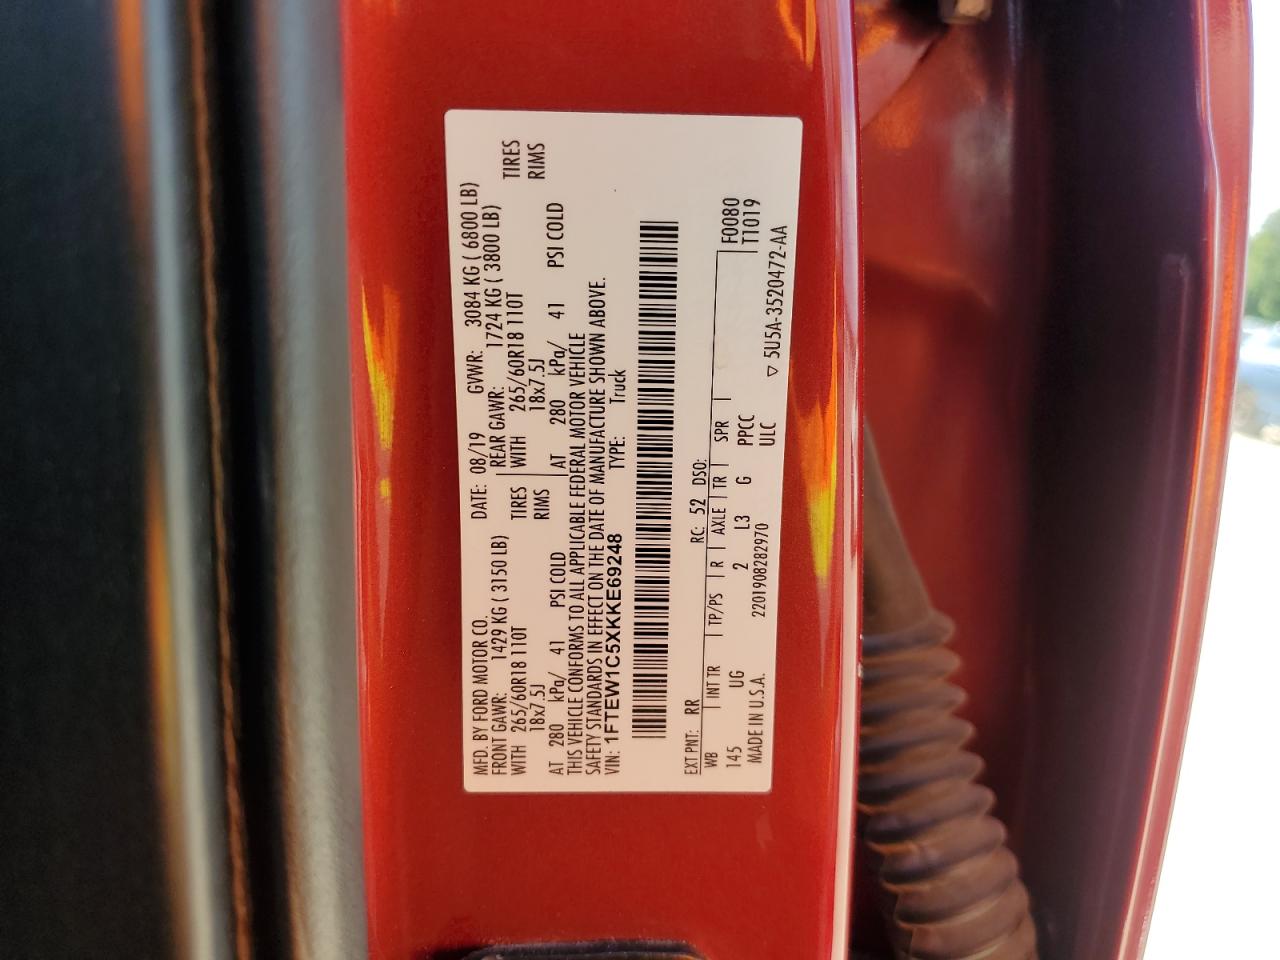 MFD. BY FORD MOTOR CO. DATE: 08/19 GVWR: 3084 KG ( 6800 LB)
FRONT GAWR: 1429 KG ( 3150 LB) REAR GAWR: 1724 KG ( 3800 LB)
WITH 265/60R18 110T TIRES WITH 265/60R18 110T TIRES
18x7.5J RIMS 18x7.5J RIMS
AT 280 kPa/ 41 PSI COLD AT 280 kPa/ 41 PSI COLD
THIS VEHICLE CONFORMS TO ALL APPLICABLE FEDERAL MOTOR VEHICLE
SAFETY STANDARDS IN EFFECT ON THE DATE OF MANUFACTURE SHOWN ABOVE.
VIN: 1FTEW1C5XKKE69248 TYPE: Truck
EXT PNT: RR RC: 52 DSO:
WB INT TR TP/PS R AXLE TR SPR F0080
145 UG 2 L3 G PPCC T1019
MADE IN U.S.A. 2201908282970 ULC
▽ 5U5A-3520472-AA